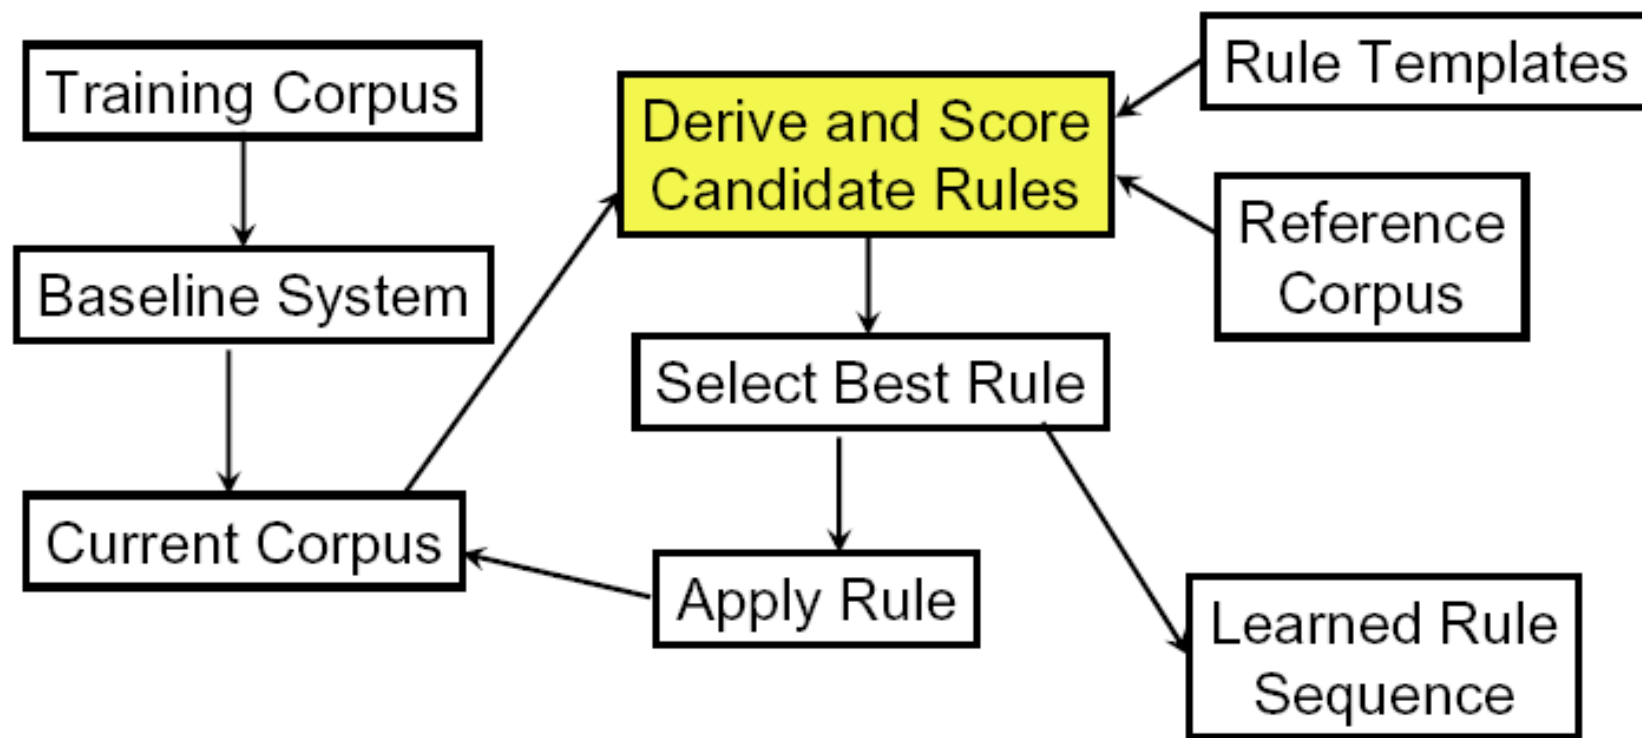 Training Corpus
Baseline System
Current Corpus
Derive and Score
Candidate Rules
Select Best Rule
Apply Rule
Rule Templates
Reference
Corpus
Learned Rule
Sequence